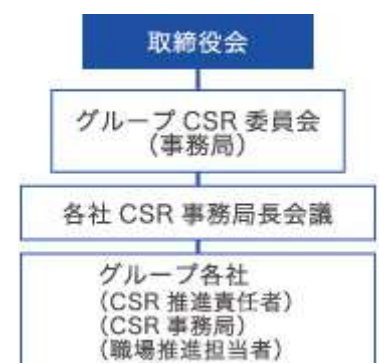 取締役会
グループ CSR 委員会
（事務局）
各社 CSR 事務局長会議
グループ各社
（CSR 推進責任者）
（CSR 事務局）
（職場推進担当者）